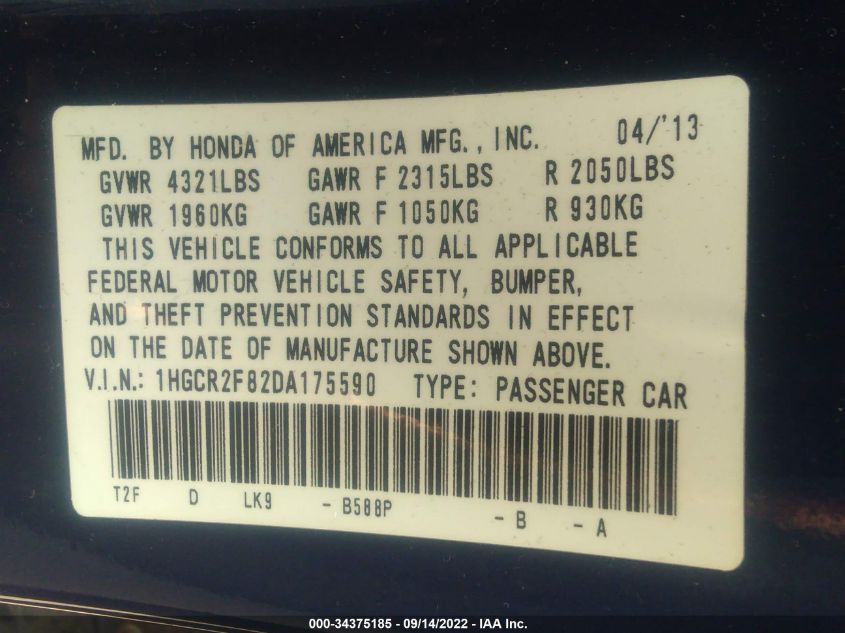 MFD. BY HONDA OF AMERICA MFG., INC. 04/'13
GVWR 4321LBS GAWR F 2315LBS R 2050LBS
GVWR 1960KG GAWR F 1050KG R 930KG
THIS VEHICLE CONFORMS TO ALL APPLICABLE
FEDERAL MOTOR VEHICLE SAFETY, BUMPER,
AND THEFT PREVENTION STANDARDS IN EFFECT
ON THE DATE OF MANUFACTURE SHOWN ABOVE.
V.I.N.: 1HGCR2F82DA175590 TYPE: PASSENGER CAR
T2F D LK9 - B588P - B - A
000-34375185 - 09/14/2022 - IAA Inc.